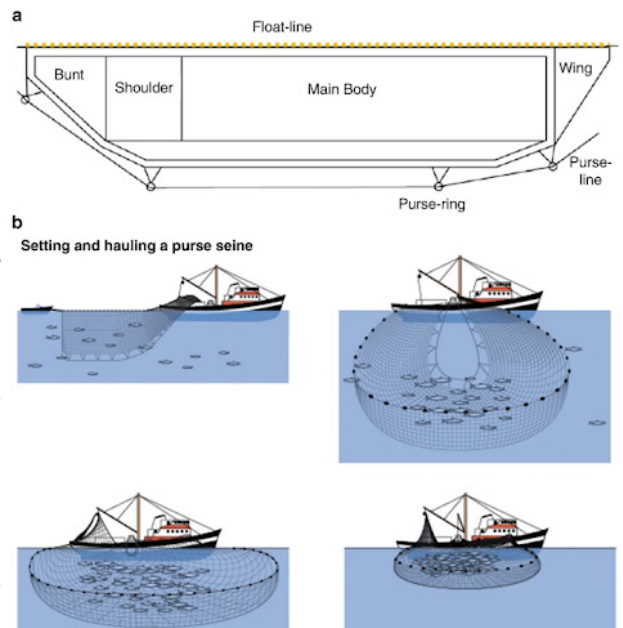 a
Float-line
Bunt
Shoulder
Main Body
Wing
Purse-
line
Purse-ring
b
Setting and hauling a purse seine